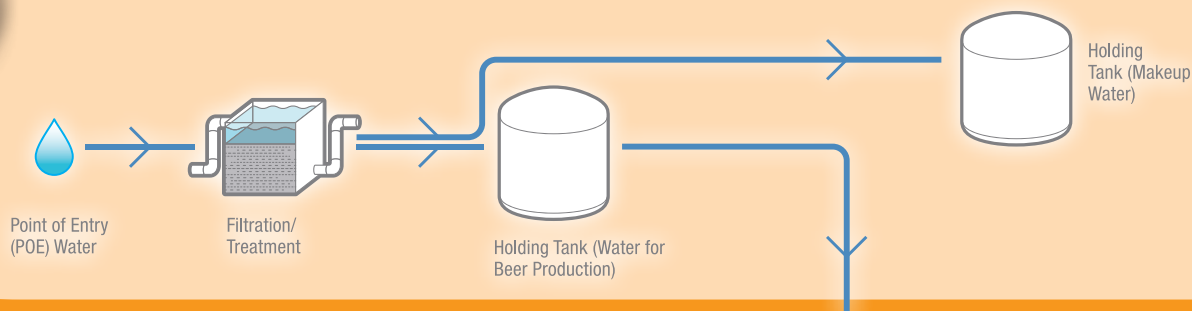 Holding
Tank (Makeup
Water)
Point of Entry
(POE) Water
Filtration/
Treatment
Holding Tank (Water for
Beer Production)